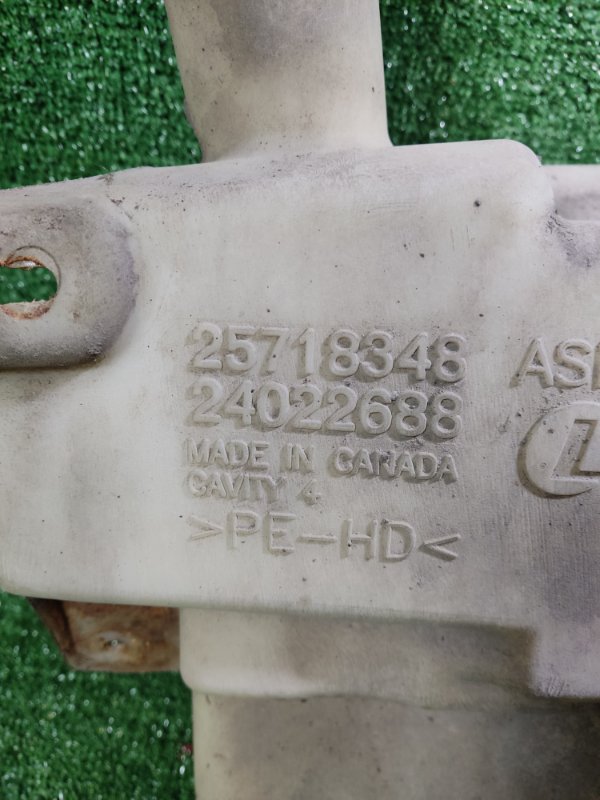 25718348
24022688
MADE IN CANADA
CAVITY 4
>PE-HD<